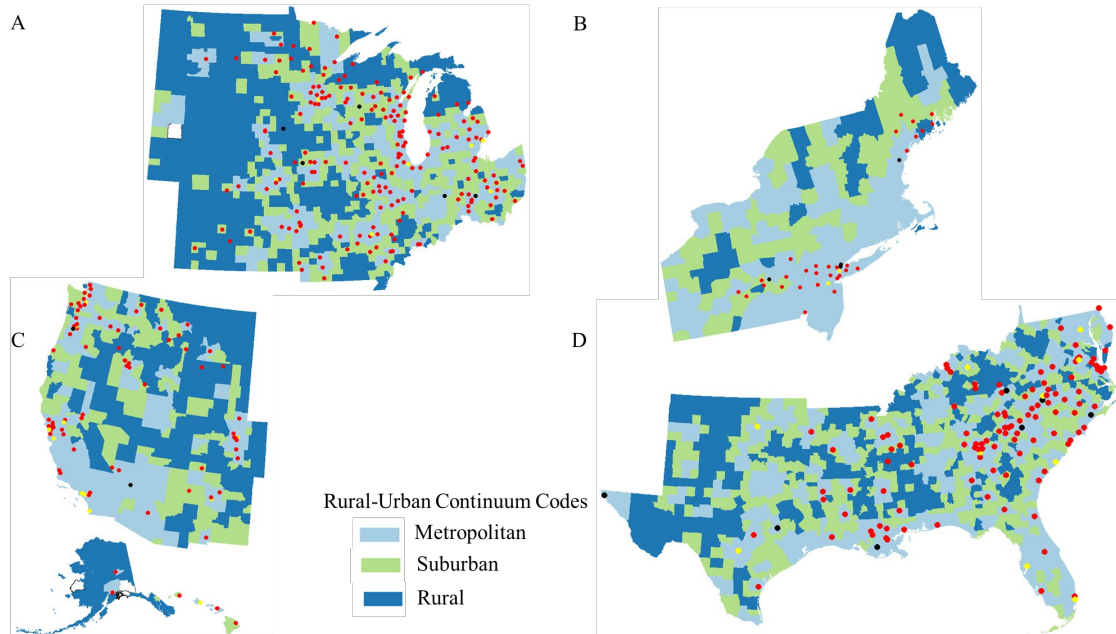 A
B
C
D
Rural-Urban Continuum Codes
Metropolitan
Suburban
Rural